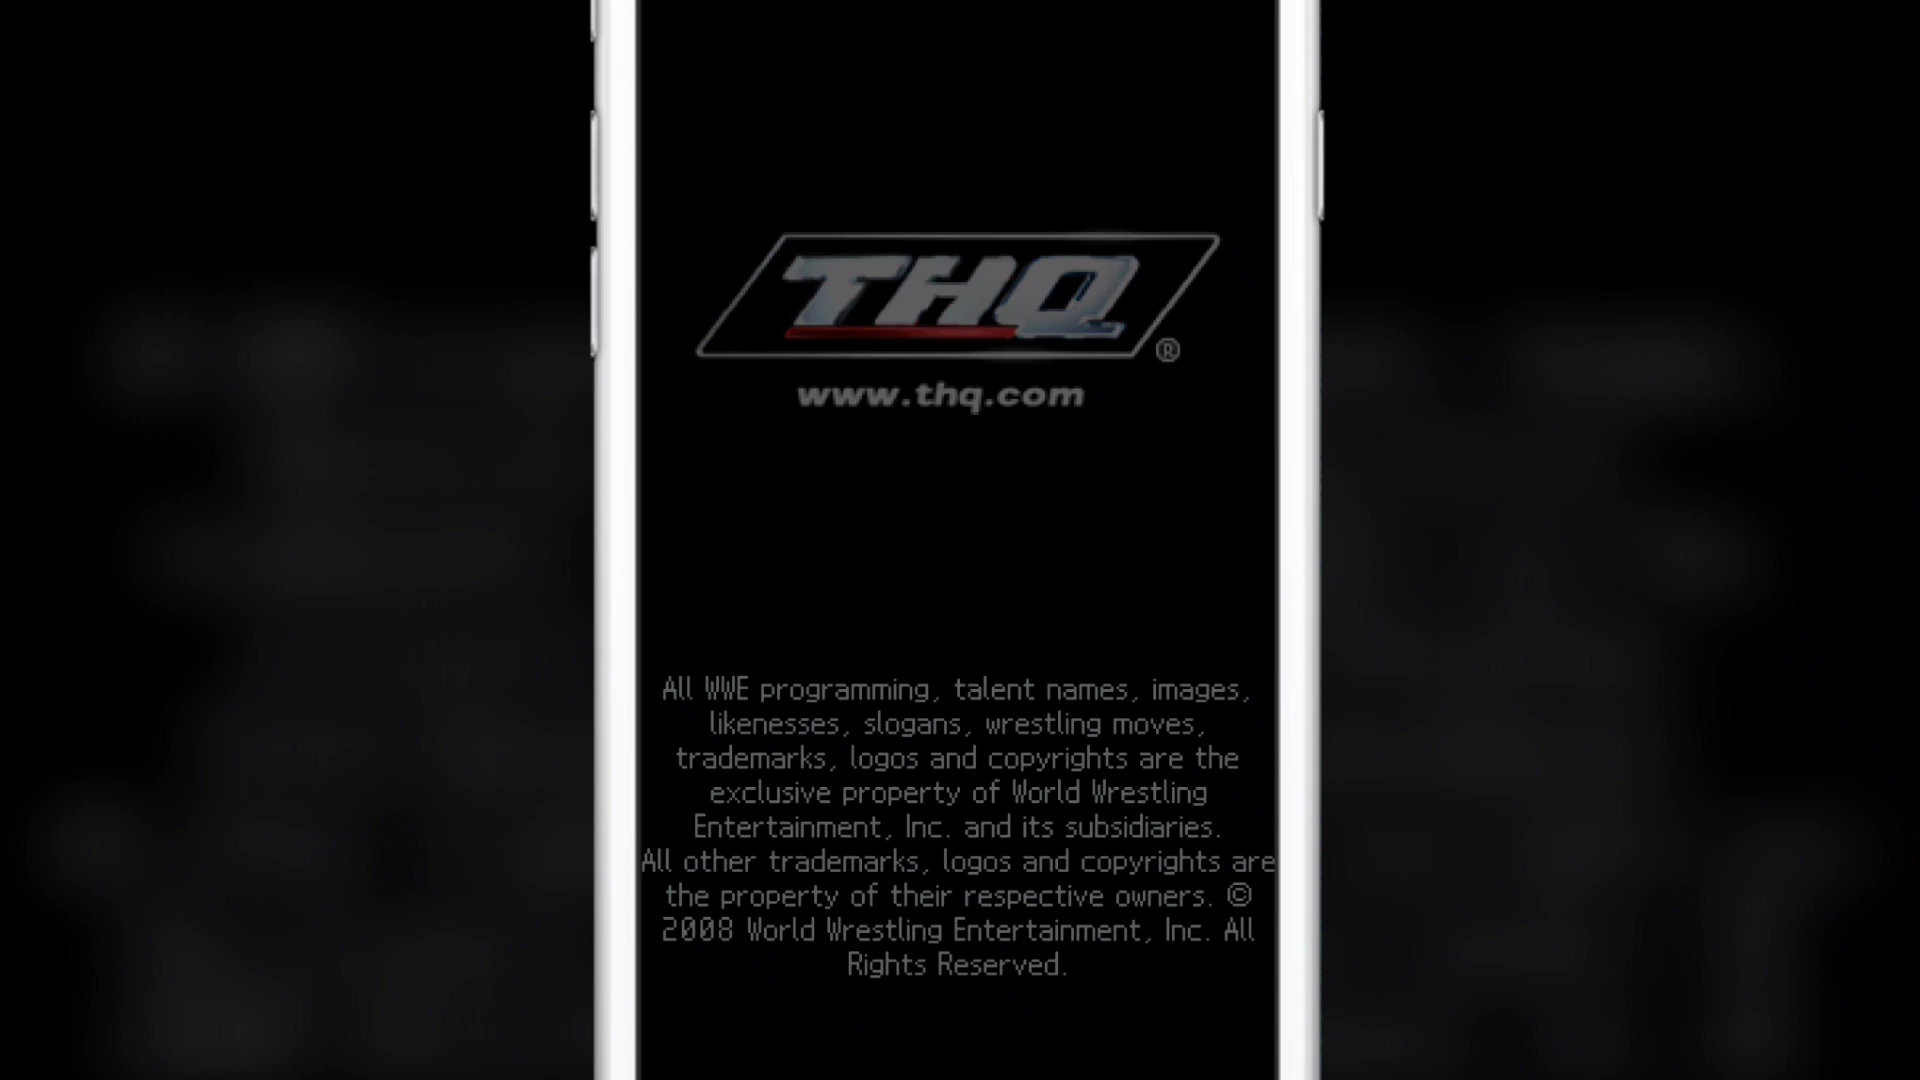 THQ
®
www.thq.com
All WWE programming, talent names, images,
likenesses, slogans, wrestling moves,
trademarks, logos and copyrights are the
exclusive property of World Wrestling
Entertainment, Inc. and its subsidiaries.
All other trademarks, logos and copyrights are
the property of their respective owners. ©
2008 World Wrestling Entertainment, Inc. All
Rights Reserved.